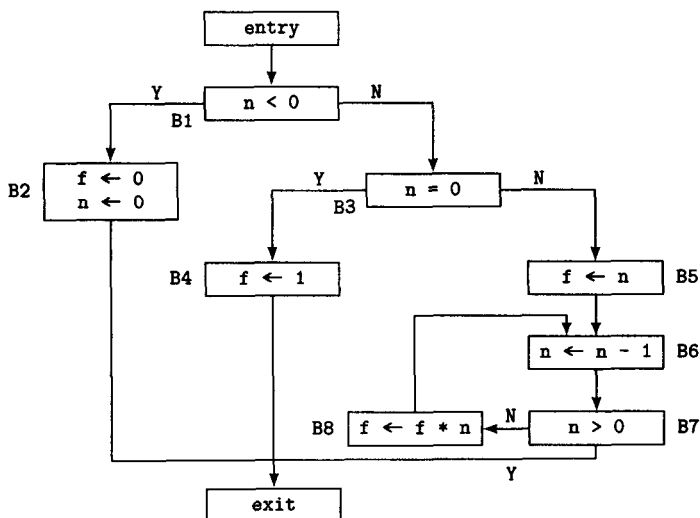 entry
Y
n < 0
N
B1
B2
f ← 0
n ← 0
Y
n = 0
N
B3
B4
f ← 1
f ← n
B5
n ← n - 1
B6
B8
f ← f * n
N
n > 0
B7
Y
exit